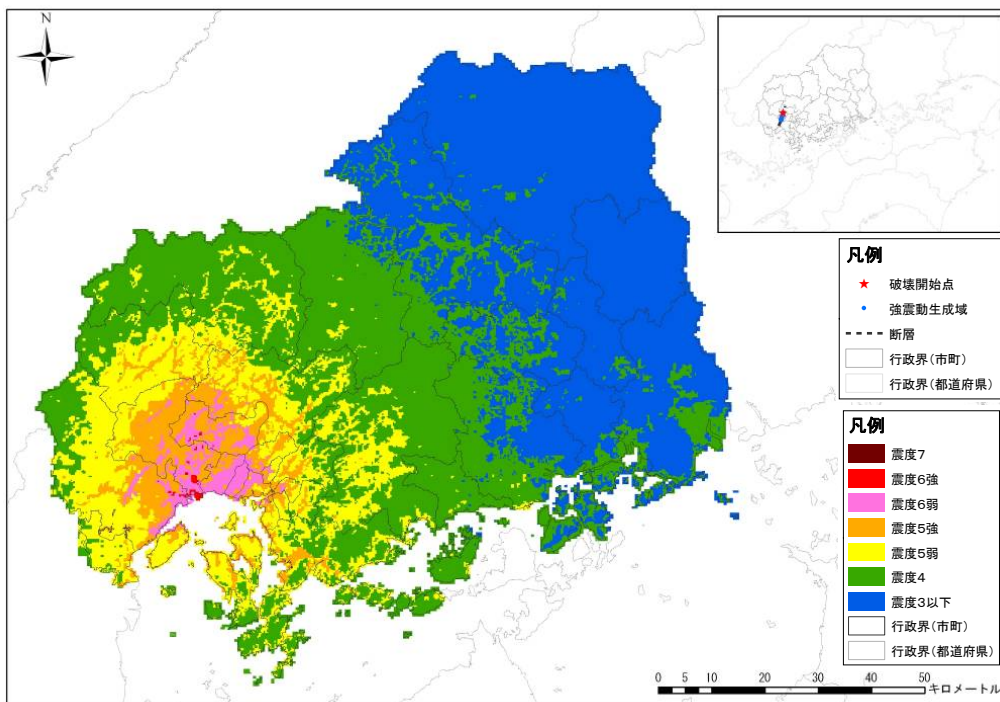 N
凡例
破壊開始点
強震動生成域
断層
行政界(市町)
行政界(都道府県)
凡例
震度7
震度6強
震度6弱
震度5強
震度5弱
震度4
震度3以下
行政界(市町)
行政界(都道府県)
0 5 10 20 30 40 50
キロメートル